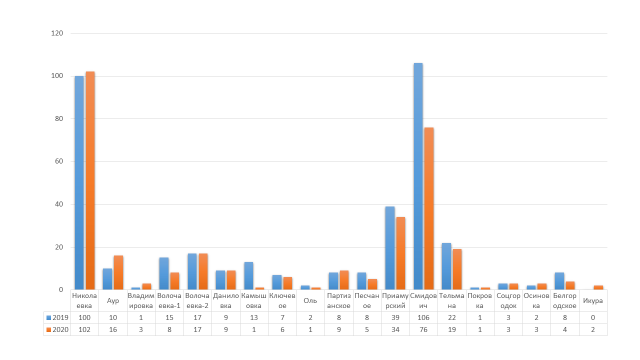 120
100
80
60
40
20
0
Никола Аур Владим Волоча Волоча Данило Камыш Ключев Оль Партиз Песчан Приаму Смидов Тельма Покров Соцгор Осинов Белгор Икура
евка ировка евка-1 евка-2 вка овка ое анское ое рский ич на ка одок ка одское
2019 100 10 1 15 17 9 13 7 2 8 8 39 106 22 1 3 2 8 0
2020 102 16 3 8 17 9 1 6 1 9 5 34 76 19 1 3 3 4 2